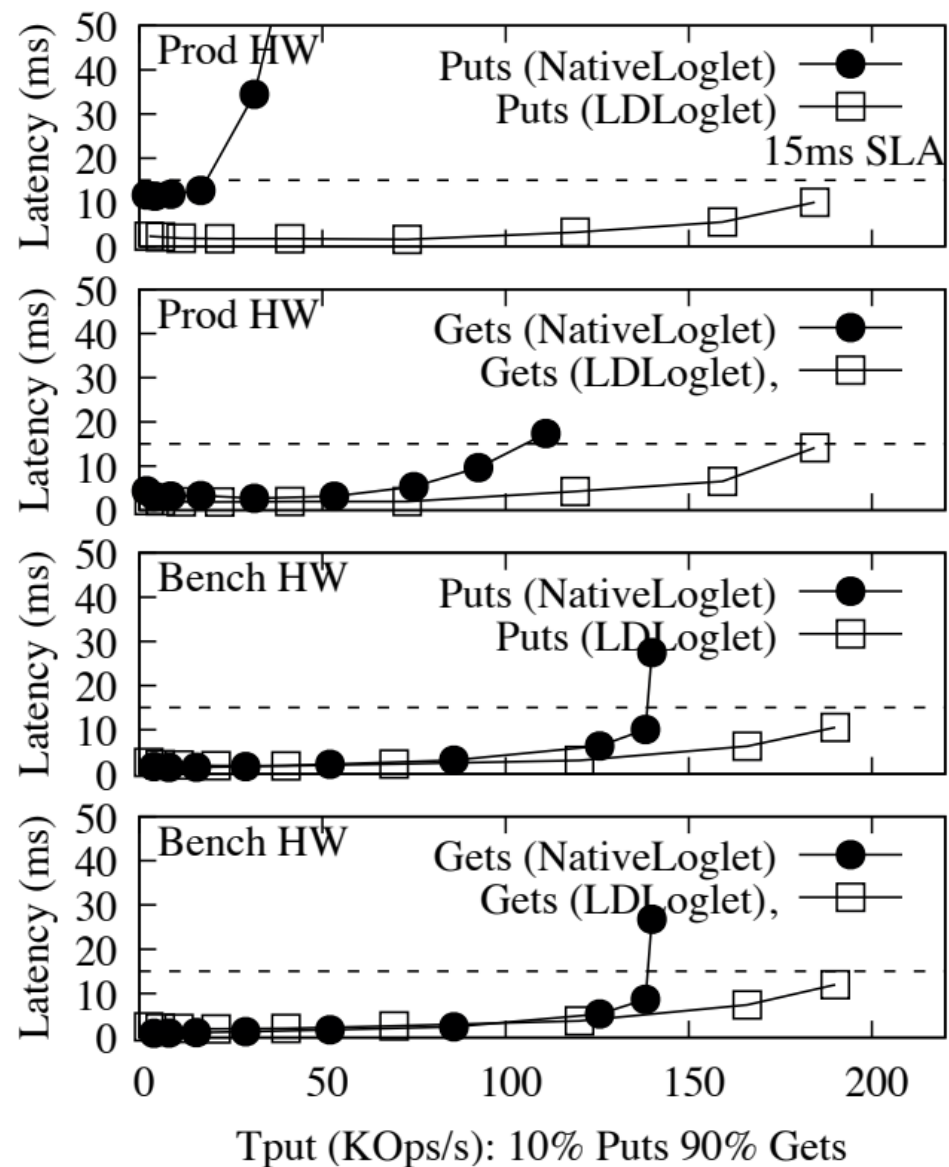 50
40
30
20
10
0
Latency (ms)
Prod HW
Puts (NativeLoglet)
Puts (LDLoglet)
15ms SLA
50
40
30
20
10
0
Latency (ms)
Prod HW
Gets (NativeLoglet)
Gets (LDLoglet),
50
40
30
20
10
0
Latency (ms)
Bench HW
Puts (NativeLoglet)
Puts (LDLoglet)
50
40
30
20
10
0
Latency (ms)
Bench HW
Gets (NativeLoglet)
Gets (LDLoglet),
0 50 100 150 200
Tput (KOps/s): 10% Puts 90% Gets